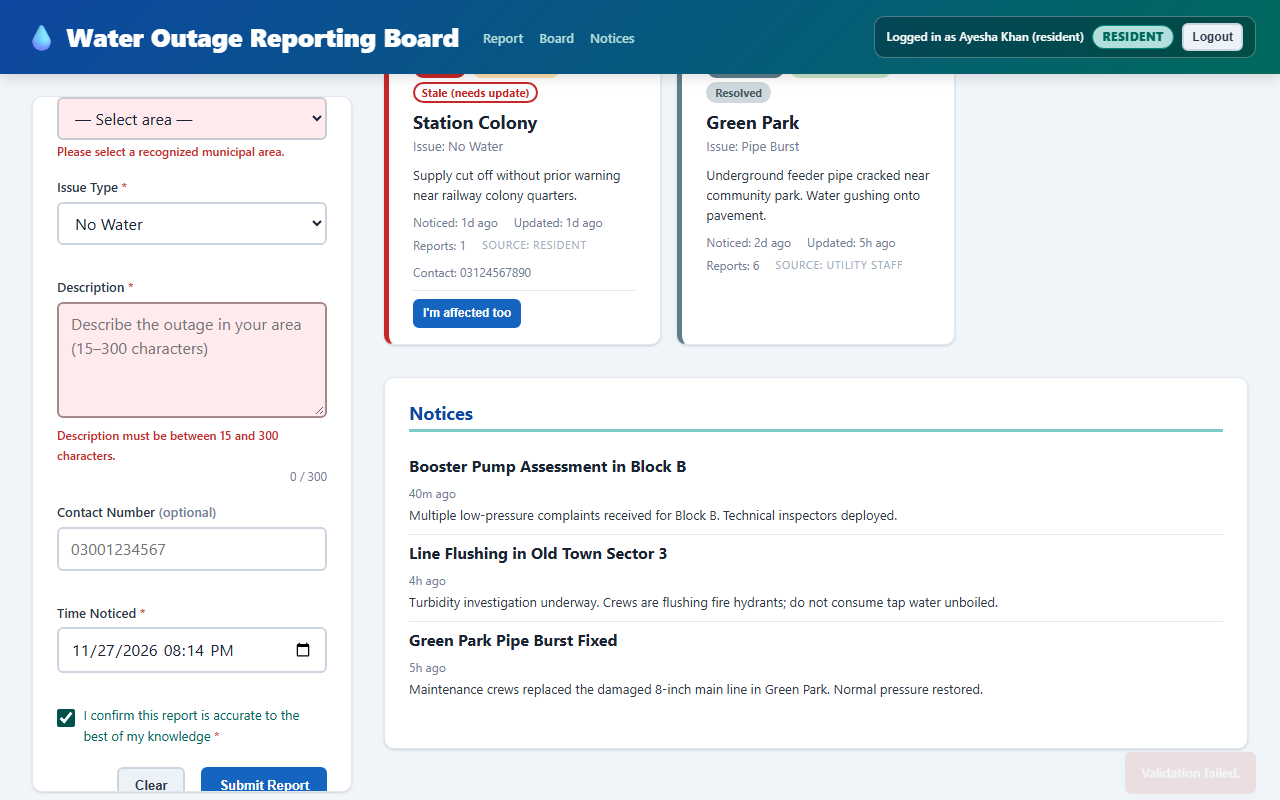 Water Outage Reporting Board
Report
Board
Notices
Logged in as Ayesha Khan (resident)
RESIDENT
Logout
— Select area —
Please select a recognized municipal area.
Issue Type *
No Water
Description *
Describe the outage in your area
(15–300 characters)
Description must be between 15 and 300
characters.
0 / 300
Contact Number (optional)
03001234567
Time Noticed *
11/27/2026 08:14 PM
I confirm this report is accurate to the
best of my knowledge *
Clear
Submit Report
Stale (needs update)
Station Colony
Issue: No Water
Supply cut off without prior warning
near railway colony quarters.
Noticed: 1d ago
Updated: 1d ago
Reports: 1
SOURCE: RESIDENT
Contact: 03124567890
I'm affected too
Resolved
Green Park
Issue: Pipe Burst
Underground feeder pipe cracked near
community park. Water gushing onto
pavement.
Noticed: 2d ago
Updated: 5h ago
Reports: 6
SOURCE: UTILITY STAFF
Notices
Booster Pump Assessment in Block B
40m ago
Multiple low-pressure complaints received for Block B. Technical inspectors deployed.
Line Flushing in Old Town Sector 3
4h ago
Turbidity investigation underway. Crews are flushing fire hydrants; do not consume tap water unboiled.
Green Park Pipe Burst Fixed
5h ago
Maintenance crews replaced the damaged 8-inch main line in Green Park. Normal pressure restored.
Validation failed.